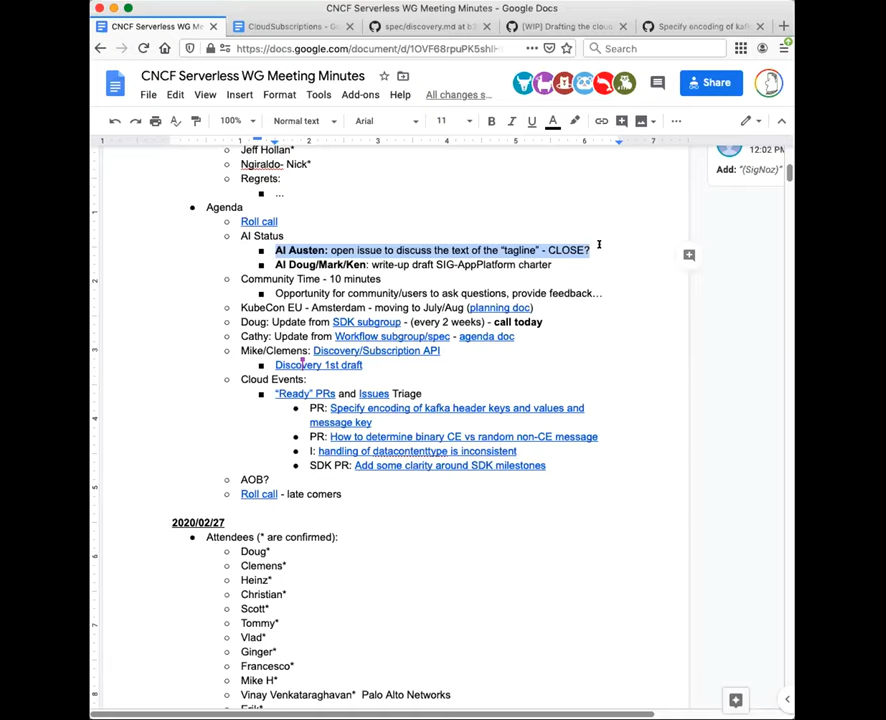 CNCF Serverless WG Meeting Minutes - Google Docs
CNCF Serverless WG Meeting M
CloudSubscriptions - G
spec/discovery.md at b
[WIP] Drafting the clou
Specify encoding of kaf
https://docs.google.com/document/d/1OVF68rpuPK5shl
Search
CNCF Serverless WG Meeting Minutes
File Edit View Insert Format Tools Add-ons Help All changes s…
Share
100% Normal text Arial 11 B I U A
1 1 2 3 4 5 6 7
12:02 PM
Add: "(SigNoz)"
Jeff Hollan*
Ngiraldo- Nick*
Regrets:
...
Agenda
Roll call
AI Status
AI Austen: open issue to discuss the text of the "tagline" - CLOSE?
AI Doug/Mark/Ken: write-up draft SIG-AppPlatform charter
Community Time - 10 minutes
Opportunity for community/users to ask questions, provide feedback…
KubeCon EU - Amsterdam - moving to July/Aug (planning doc)
Doug: Update from SDK subgroup - (every 2 weeks) - call today
Cathy: Update from Workflow subgroup/spec - agenda doc
Mike/Clemens: Discovery/Subscription API
Discovery 1st draft
Cloud Events:
"Ready" PRs and Issues Triage
PR: Specify encoding of kafka header keys and values and
message key
PR: How to determine binary CE vs random non-CE message
I: handling of datacontenttype is inconsistent
SDK PR: Add some clarity around SDK milestones
AOB?
Roll call - late comers
2020/02/27
Attendees (* are confirmed):
Doug*
Clemens*
Heinz*
Christian*
Scott*
Tommy*
Vlad*
Ginger*
Francesco*
Mike H*
Vinay Venkataraghavan* Palo Alto Networks